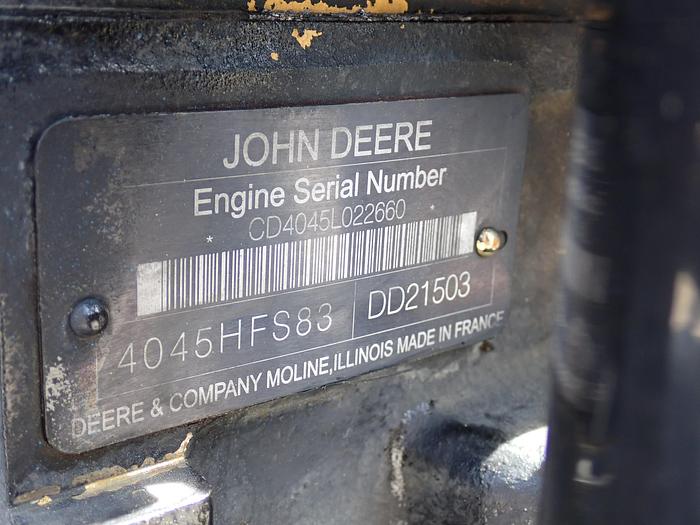 JOHN DEERE
Engine Serial Number
* CD4045L022660 *
4045HFS83 DD21503
DEERE & COMPANY MOLINE,ILLINOIS MADE IN FRANCE